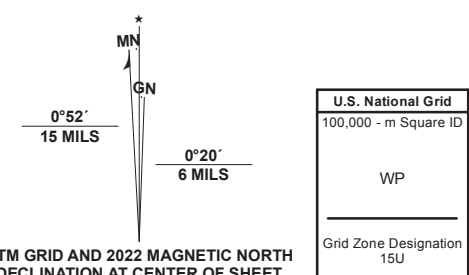 ★
MN
GN
0°52´
15 MILS
0°20´
6 MILS
TM GRID AND 2022 MAGNETIC NORTH
DECLINATION AT CENTER OF SHEET
U.S. National Grid
100,000 - m Square ID
WP
Grid Zone Designation
15U